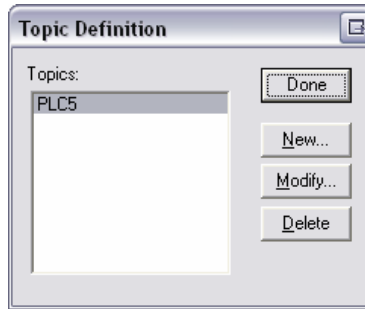 Topic Definition
Topics:
PLC5
Done
New...
Modify...
Delete